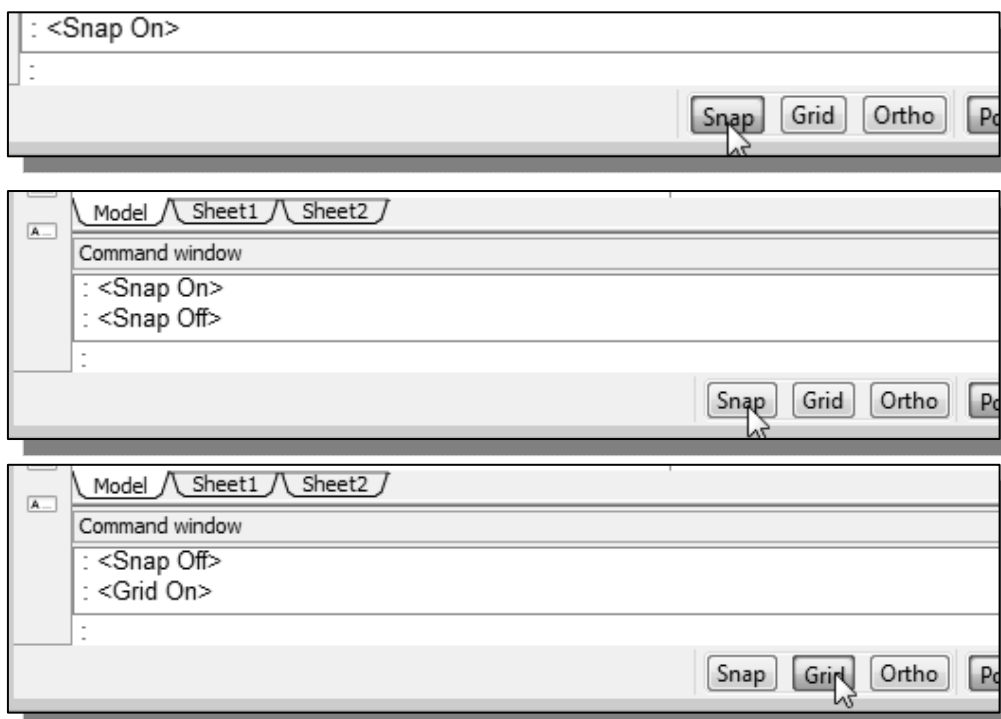 : <Snap On>
:
Snap Grid Ortho
Model Sheet1 Sheet2
A...
Command window
: <Snap On>
: <Snap Off>
:
Snap Grid Ortho
Model Sheet1 Sheet2
A...
Command window
: <Snap Off>
: <Grid On>
:
Snap Grid Ortho